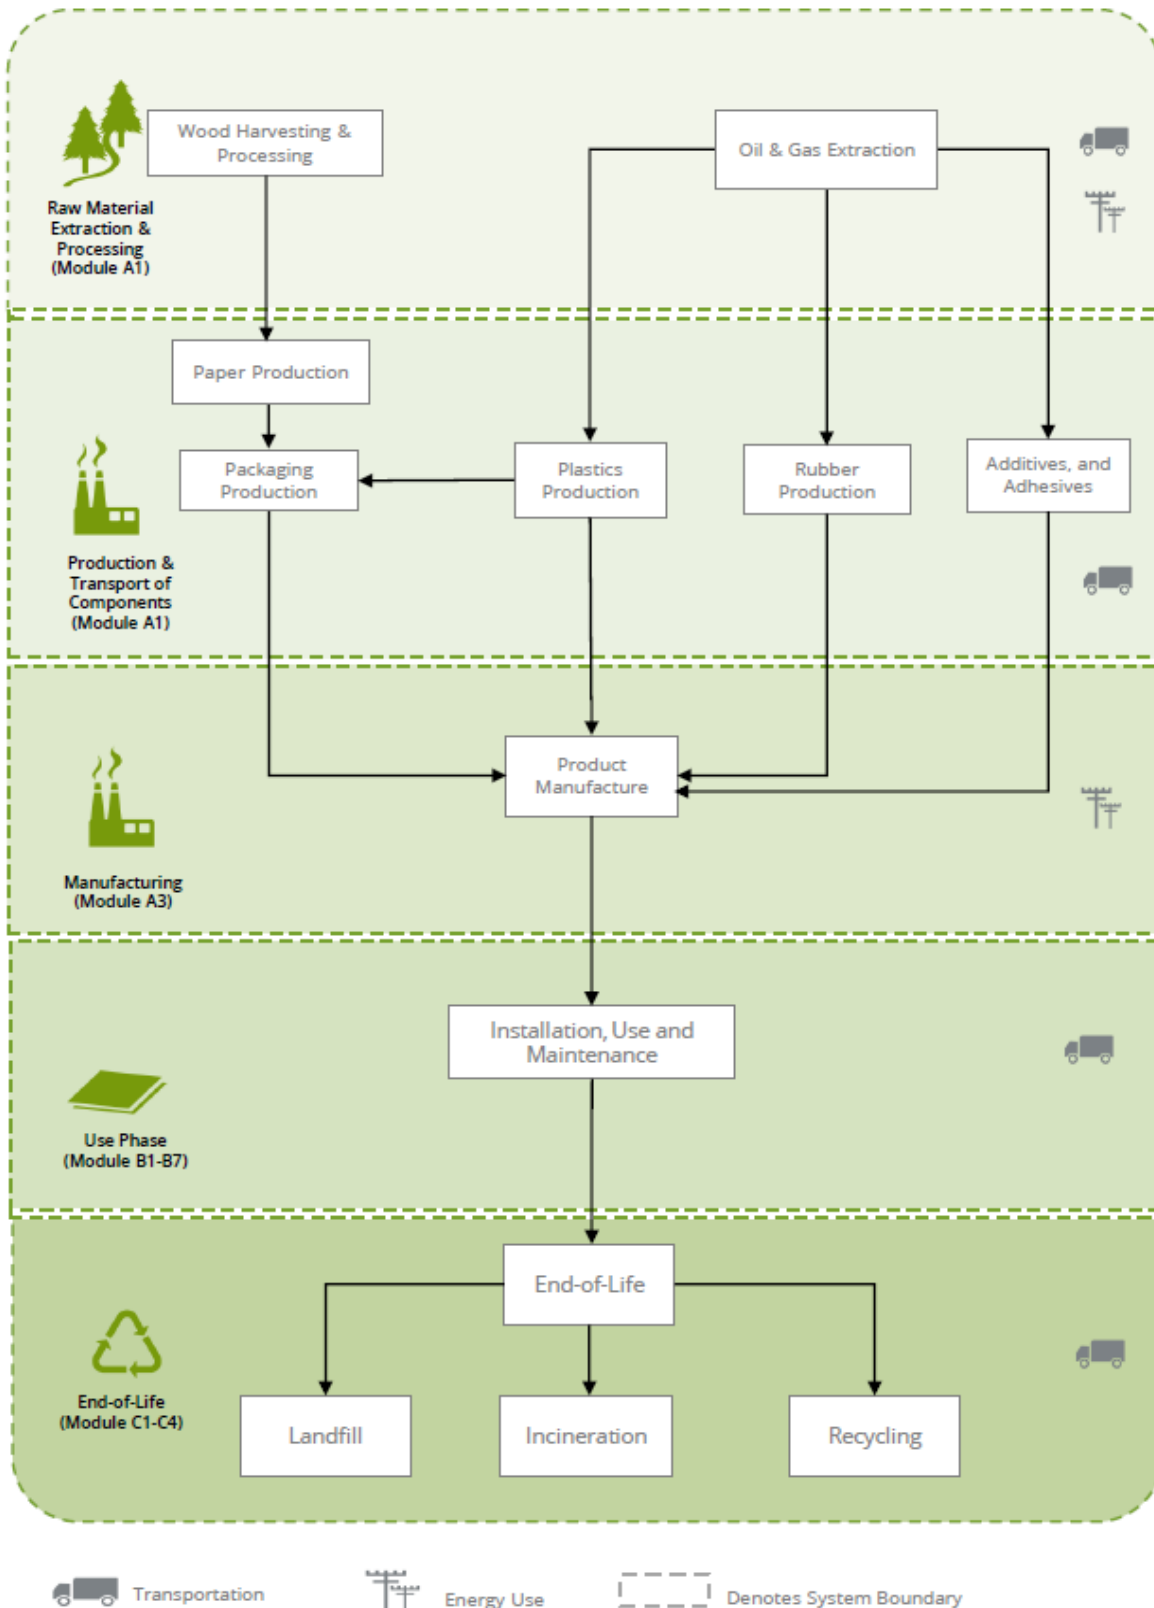 Wood Harvesting &
Processing
Oil & Gas Extraction
Raw Material
Extraction &
Processing
(Module A1)
Paper Production
Packaging
Production
Plastics
Production
Rubber
Production
Additives, and
Adhesives
Production &
Transport of
Components
(Module A1)
Product
Manufacture
Manufacturing
(Module A3)
Installation, Use and
Maintenance
Use Phase
(Module B1-B7)
End-of-Life
End-of-Life
(Module C1-C4)
Landfill
Incineration
Recycling
Transportation
Energy Use
Denotes System Boundary